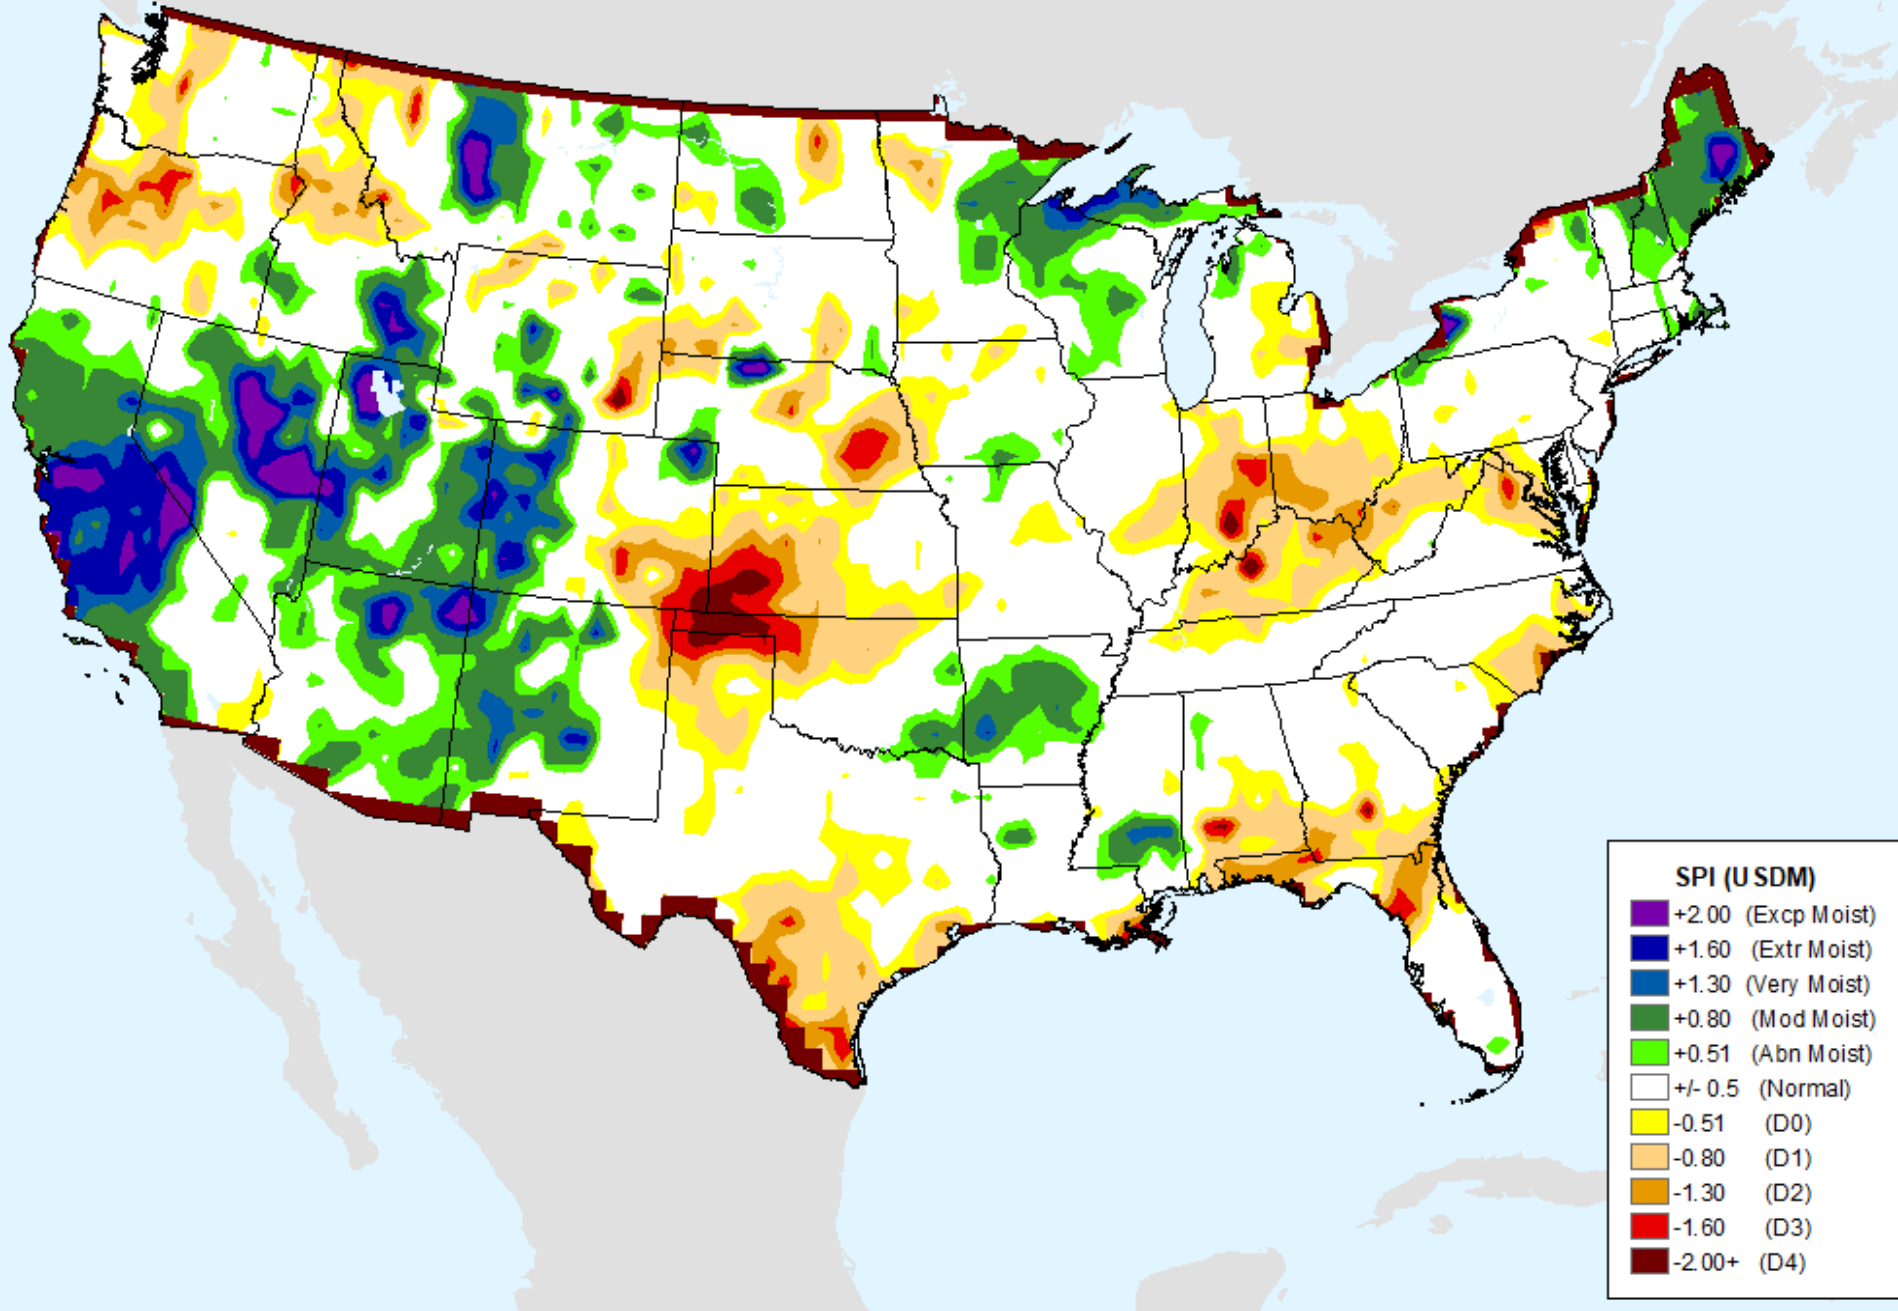 SPI (USDM)
+2.00 (Excp Moist)
+1.60 (Extr Moist)
+1.30 (Very Moist)
+0.80 (Mod Moist)
+0.51 (Abn Moist)
+/- 0.5 (Normal)
-0.51 (D0)
-0.80 (D1)
-1.30 (D2)
-1.60 (D3)
-2.00+ (D4)